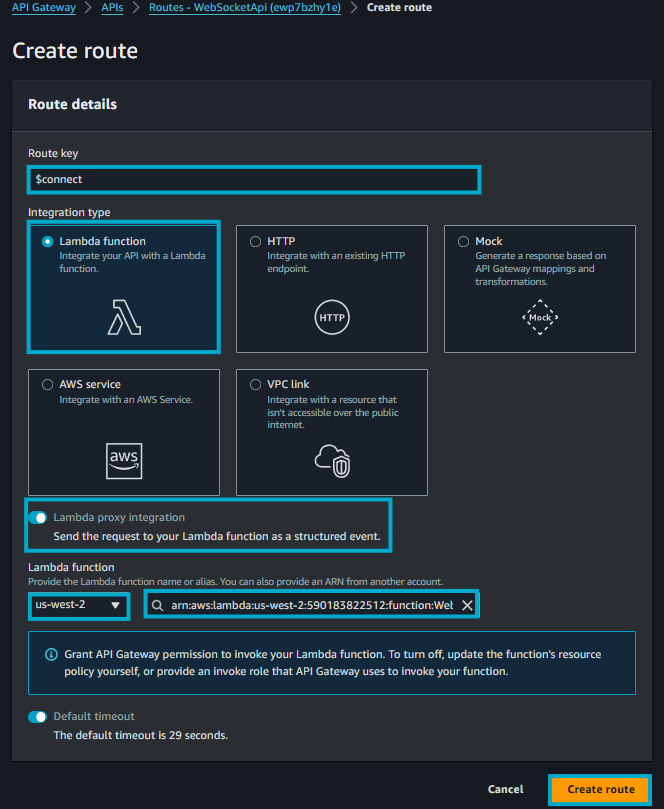 API Gateway > APIs > Routes - WebSocketApi (ewp7bzhy1e) > Create route
Create route
Route details
Route key
$connect
Integration type
Lambda function
Integrate your API with a Lambda
function.
HTTP
Integrate with an existing HTTP
endpoint.
HTTP
Mock
Generate a response based on
API Gateway mappings and
transformations.
Mock
AWS service
Integrate with an AWS Service.
aws
VPC link
Integrate with a resource that
isn't accessible over the public
internet.
Lambda proxy integration
Send the request to your Lambda function as a structured event.
Lambda function
Provide the Lambda function name or alias. You can also provide an ARN from another account.
us-west-2
arn:aws:lambda:us-west-2:590183822512:function:Wel
Grant API Gateway permission to invoke your Lambda function. To turn off, update the function's resource
policy yourself, or provide an invoke role that API Gateway uses to invoke your function.
Default timeout
The default timeout is 29 seconds.
Cancel
Create route